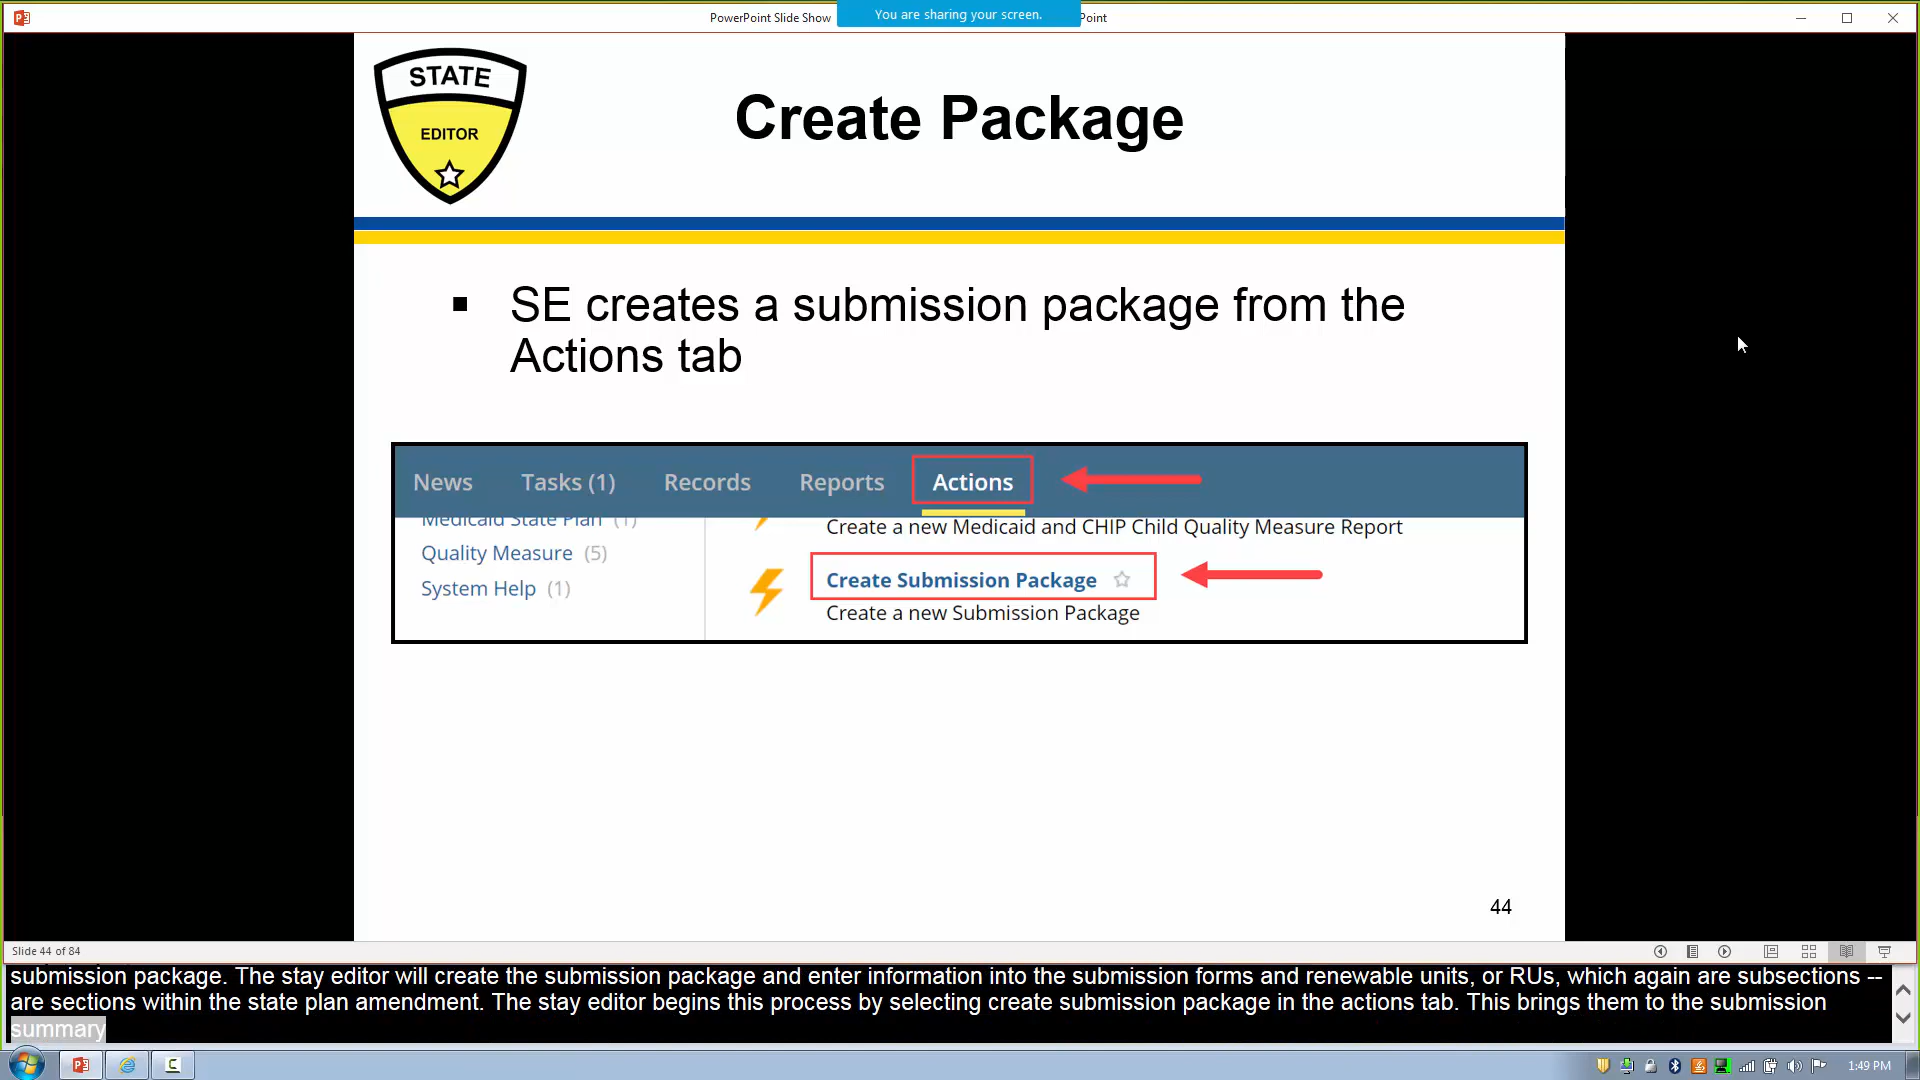 PowerPoint Slide Show
You are sharing your screen.
Point
STATE
EDITOR
Create Package
▪ SE creates a submission package from the
Actions tab
News Tasks (1) Records Reports Actions
Medicaid State Plan (1)
Create a new Medicaid and CHIP Child Quality Measure Report
Quality Measure (5)
Create Submission Package
System Help (1)
Create a new Submission Package
44
Slide 44 of 84
submission package. The stay editor will create the submission package and enter information into the submission forms and renewable units, or RUs, which again are subsections --
are sections within the state plan amendment. The stay editor begins this process by selecting create submission package in the actions tab. This brings them to the submission
summary
1:49 PM